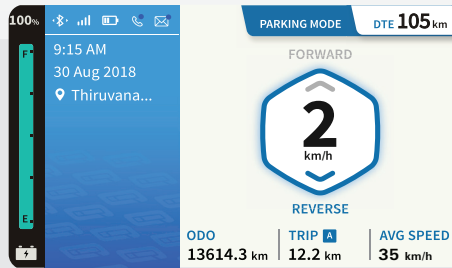 100%
F
E
9:15 AM
30 Aug 2018
Thiruvana...
PARKING MODE
DTE 105 km
FORWARD
2
km/h
REVERSE
ODO
13614.3 km
TRIP A
12.2 km
AVG SPEED
35 km/h